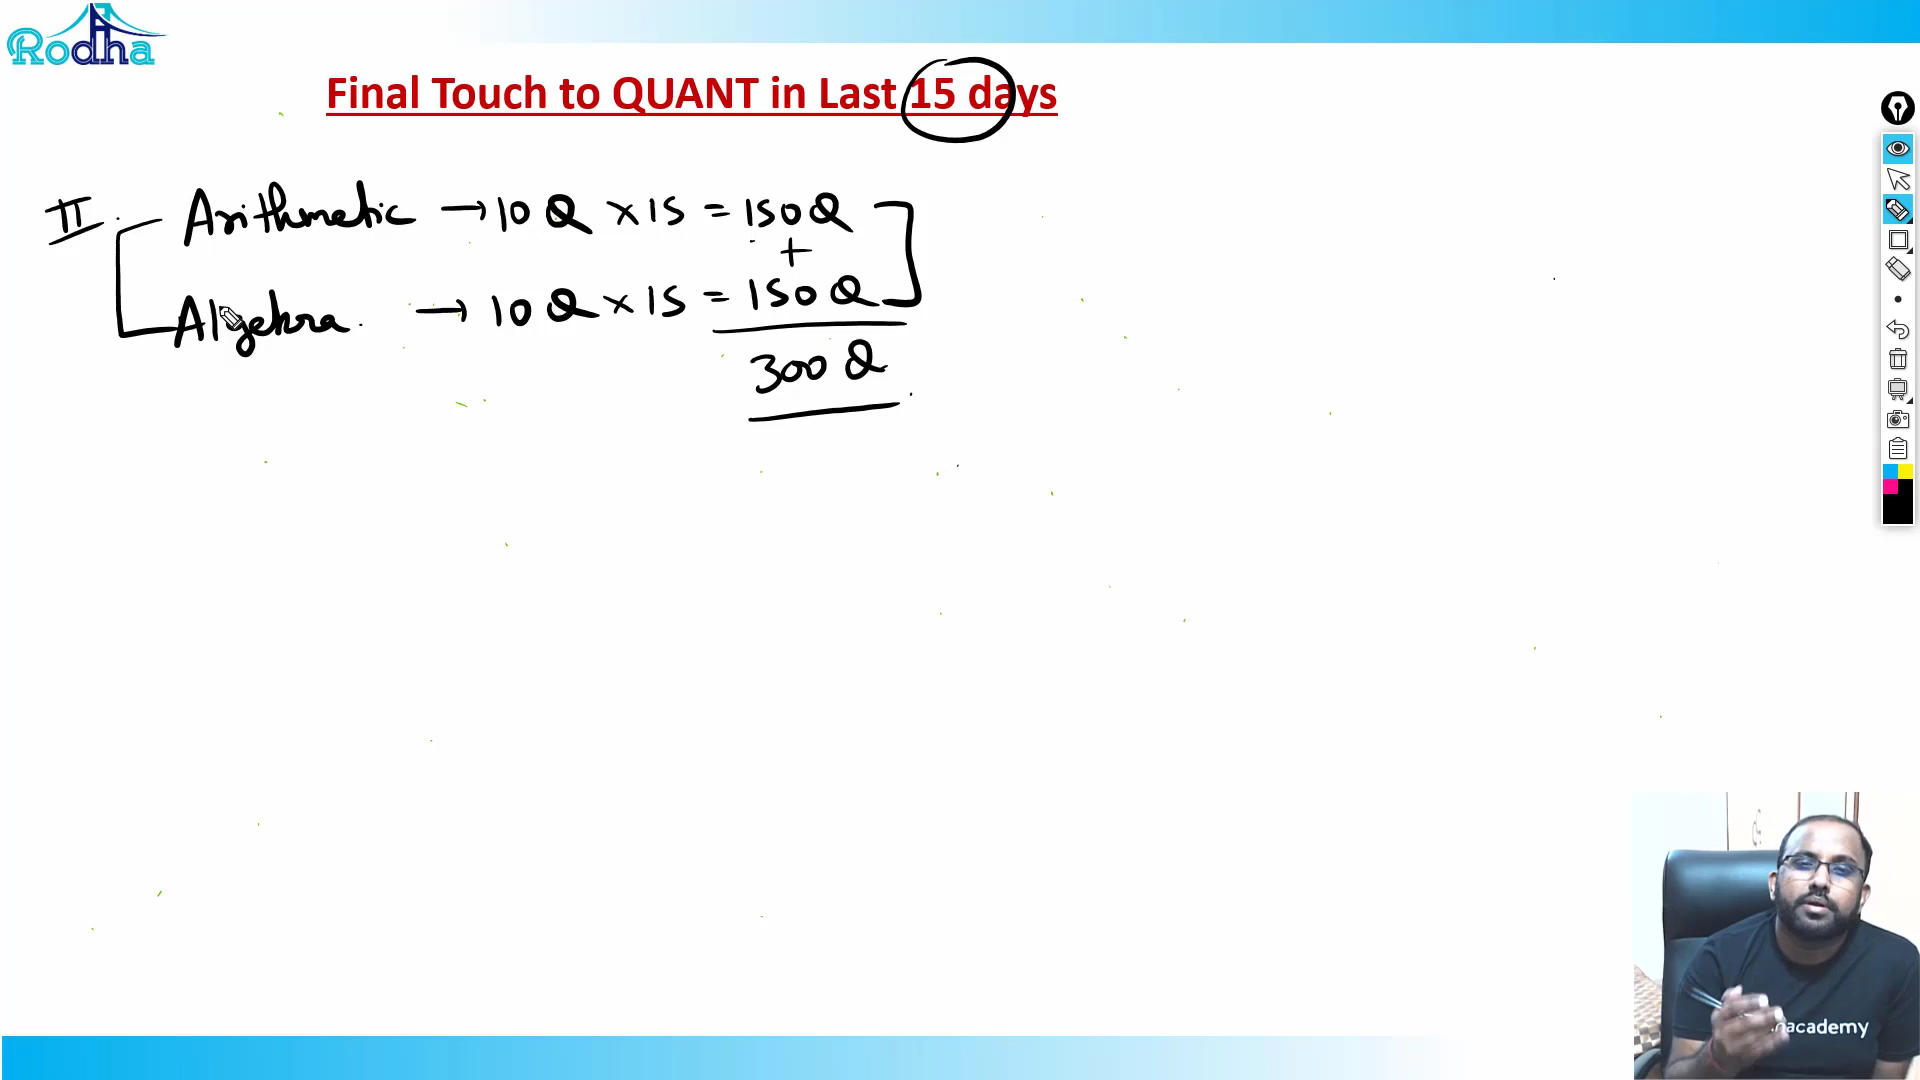 Rodha
Final Touch to QUANT in Last 15 days
II Arithmetic → 10 Q × 15 = 150 Q
+
Algebra → 10 Q × 15 = 150 Q
300 Q
academy